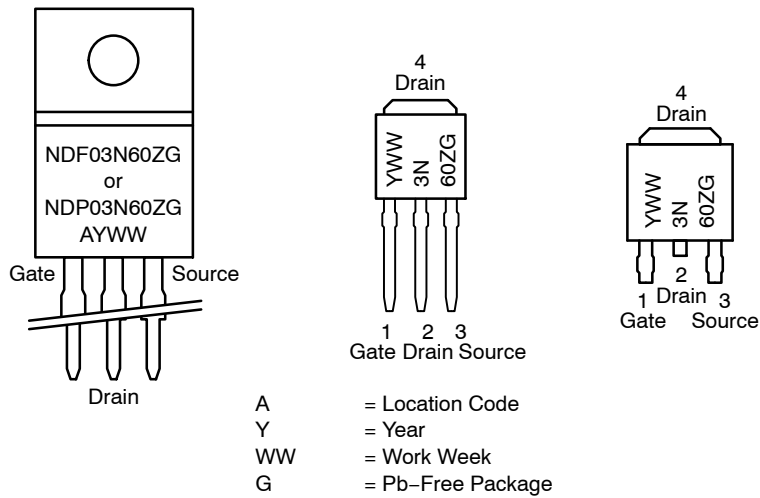 NDF03N60ZG
or
NDP03N60ZG
AYWW
Gate
Source
Drain
4
Drain
YWW
3N
60ZG
1 2 3
Gate Drain Source
4
Drain
YWW
3N
60ZG
1 2 3
Gate Drain Source
A = Location Code
Y = Year
WW = Work Week
G = Pb−Free Package